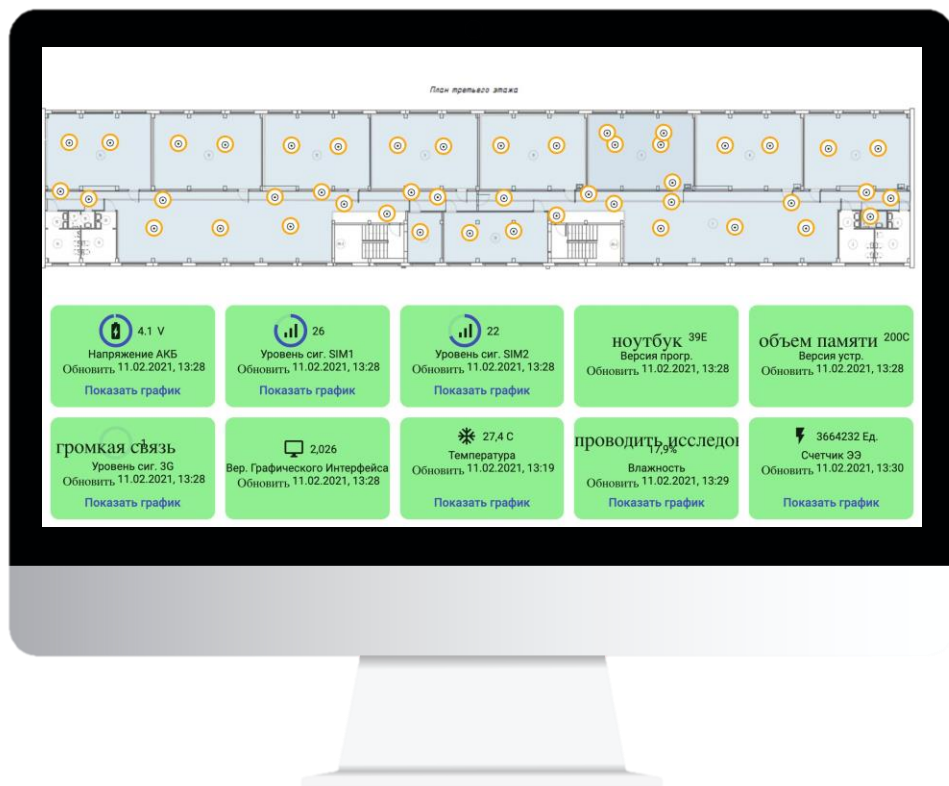 План третьего этажа
4.1 V
Напряжение АКБ
Обновить 11.02.2021, 13:28
Показать график
26
Уровень сиг. SIM1
Обновить 11.02.2021, 13:28
Показать график
22
Уровень сиг. SIM2
Обновить 11.02.2021, 13:28
Показать график
ноутбук 39E
Версия прогр.
Обновить 11.02.2021, 13:28
объем памяти 200C
Версия устр.
Обновить 11.02.2021, 13:28
громкая связь
Уровень сиг. 3G
Обновить 11.02.2021, 13:28
Показать график
2,026
Вер. Графического Интерфейса
Обновить 11.02.2021, 13:28
27,4 C
Температура
Обновить 11.02.2021, 13:19
Показать график
проводить исследов
17,9%
Влажность
Обновить 11.02.2021, 13:29
Показать график
3664232 Ед.
Счетчик ЭЭ
Обновить 11.02.2021, 13:30
Показать график